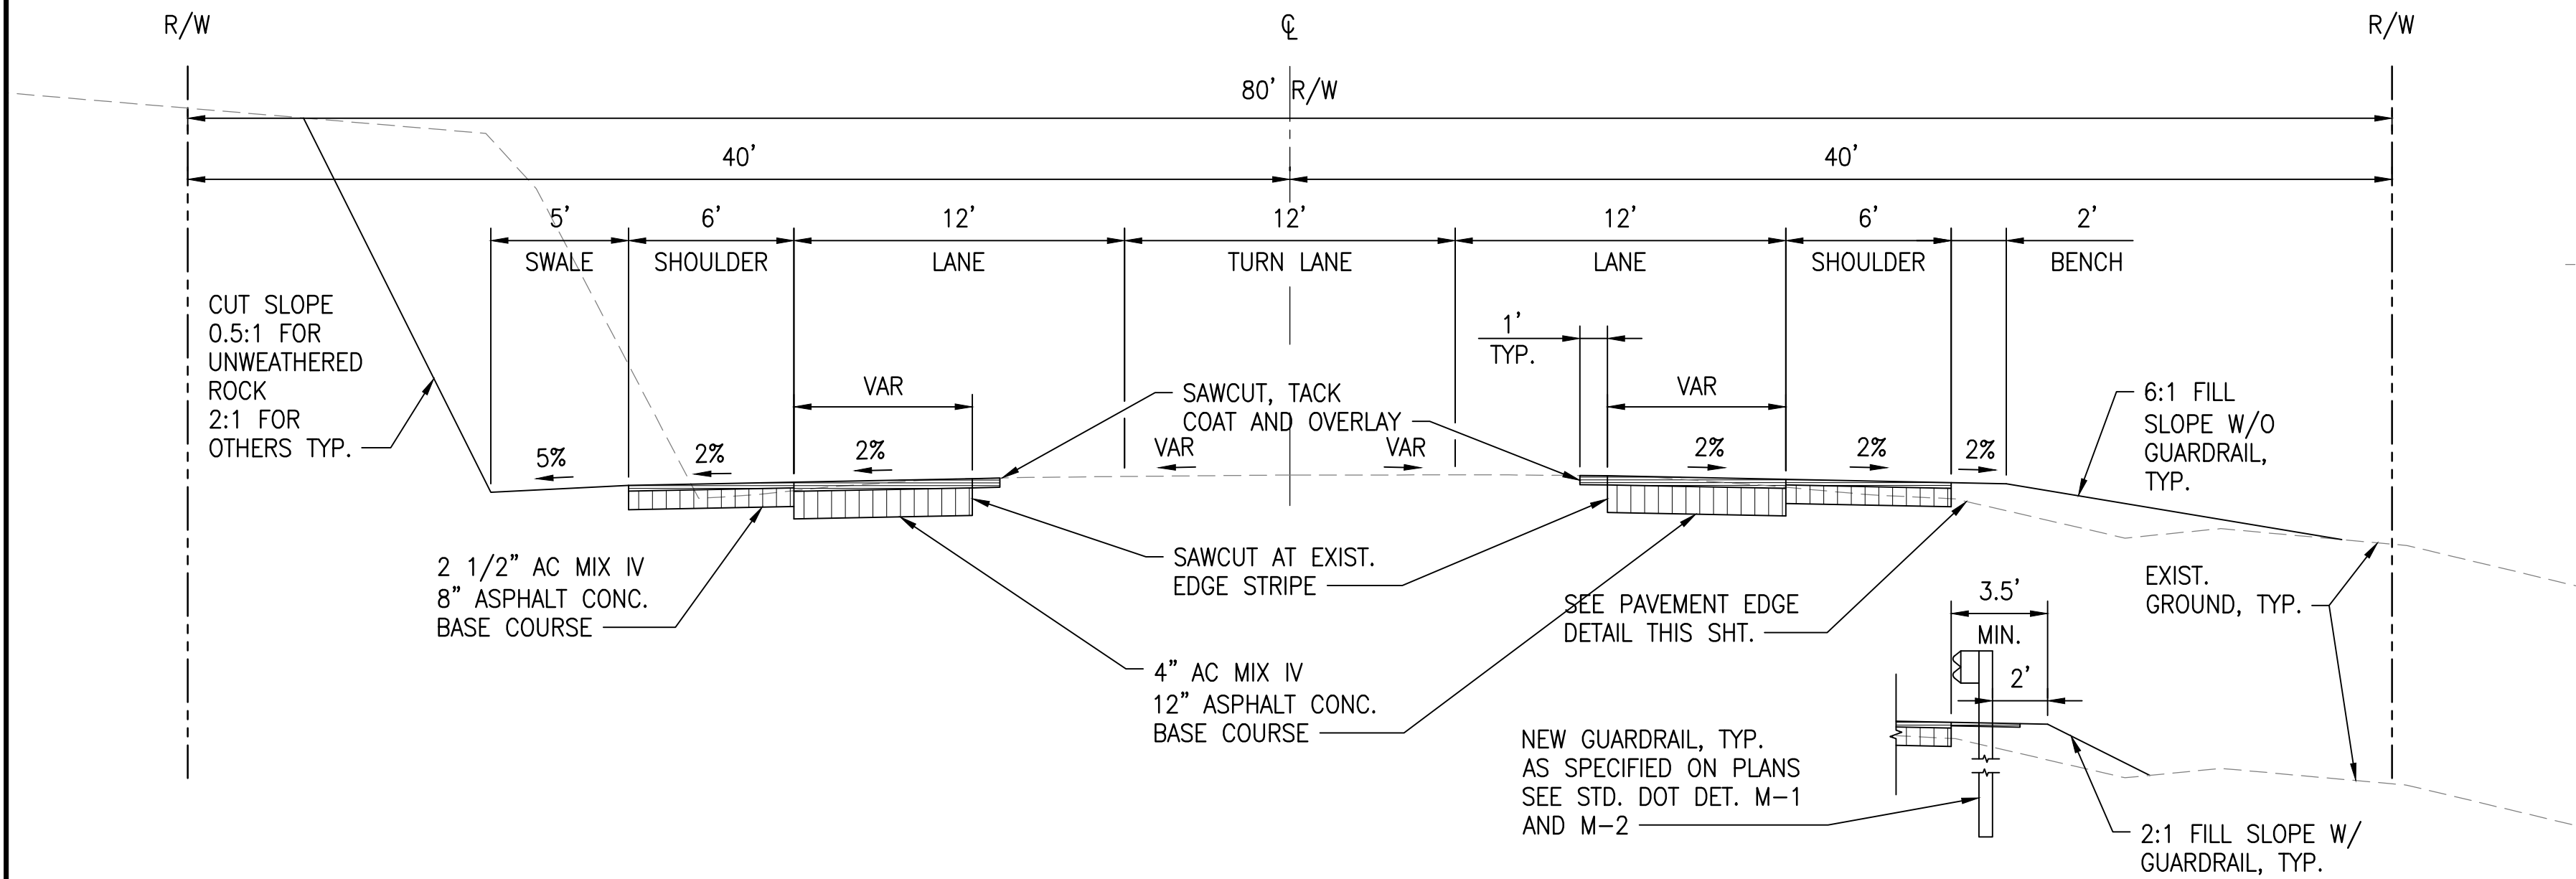 R/W
℄
R/W
80' R/W
40'
40'
5'
6'
12'
12'
12'
6'
2'
SWALE
SHOULDER
LANE
TURN LANE
LANE
SHOULDER
BENCH
CUT SLOPE
0.5:1 FOR
UNWEATHERED
ROCK
2:1 FOR
OTHERS TYP.
1'
TYP.
VAR
VAR
SAWCUT, TACK
COAT AND OVERLAY
6:1 FILL
SLOPE W/O
GUARDRAIL,
TYP.
5%
2%
2%
VAR
VAR
2%
2%
2%
2 1/2" AC MIX IV
8" ASPHALT CONC.
BASE COURSE
SAWCUT AT EXIST.
EDGE STRIPE
SEE PAVEMENT EDGE
DETAIL THIS SHT.
EXIST.
GROUND, TYP.
3.5'
MIN.
2'
4" AC MIX IV
12" ASPHALT CONC.
BASE COURSE
NEW GUARDRAIL, TYP.
AS SPECIFIED ON PLANS
SEE STD. DOT DET. M-1
AND M-2
2:1 FILL SLOPE W/
GUARDRAIL, TYP.